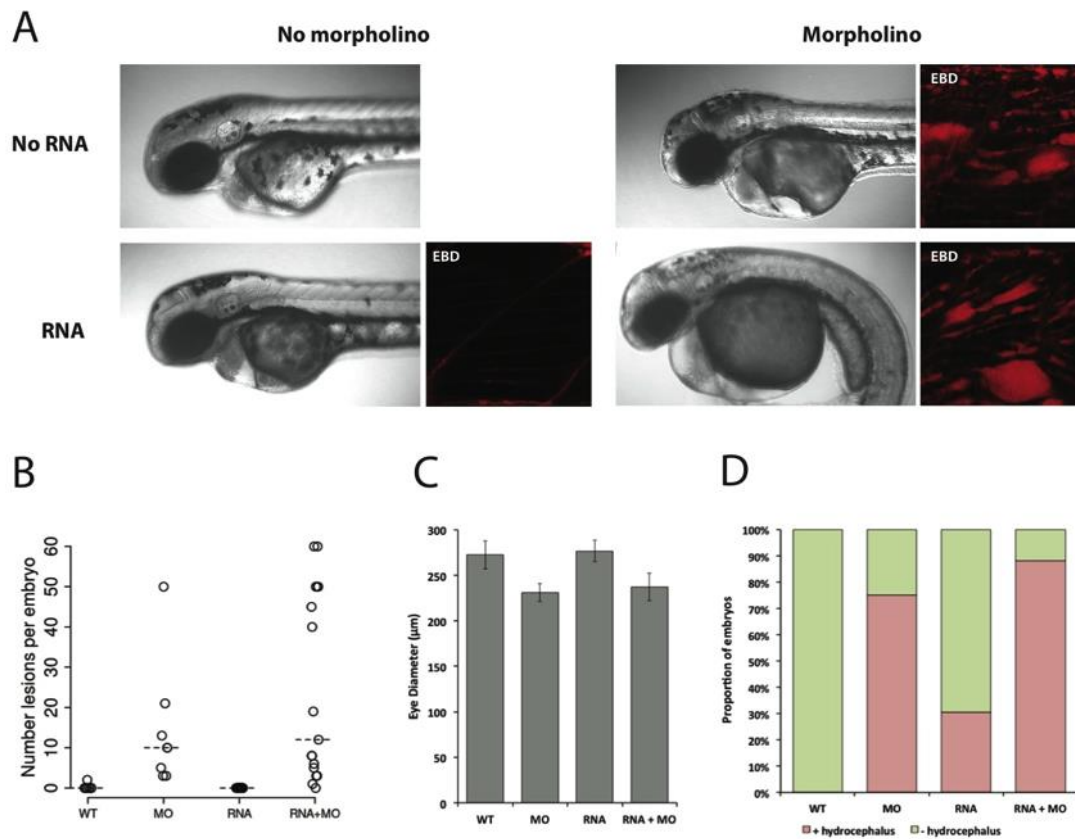 A
No morpholino
Morpholino
No RNA
EBD
RNA
EBD
EBD
B
Number lesions per embryo
60
50
40
30
20
10
0
WT
MO
RNA
RNA+MO
C
Eye Diameter (µm)
300
250
200
150
100
50
0
WT
MO
RNA
RNA + MO
D
Proportion of embryos
100%
90%
80%
70%
60%
50%
40%
30%
20%
10%
0%
WT
MO
RNA
RNA + MO
+ hydrocephalus
- hydrocephalus